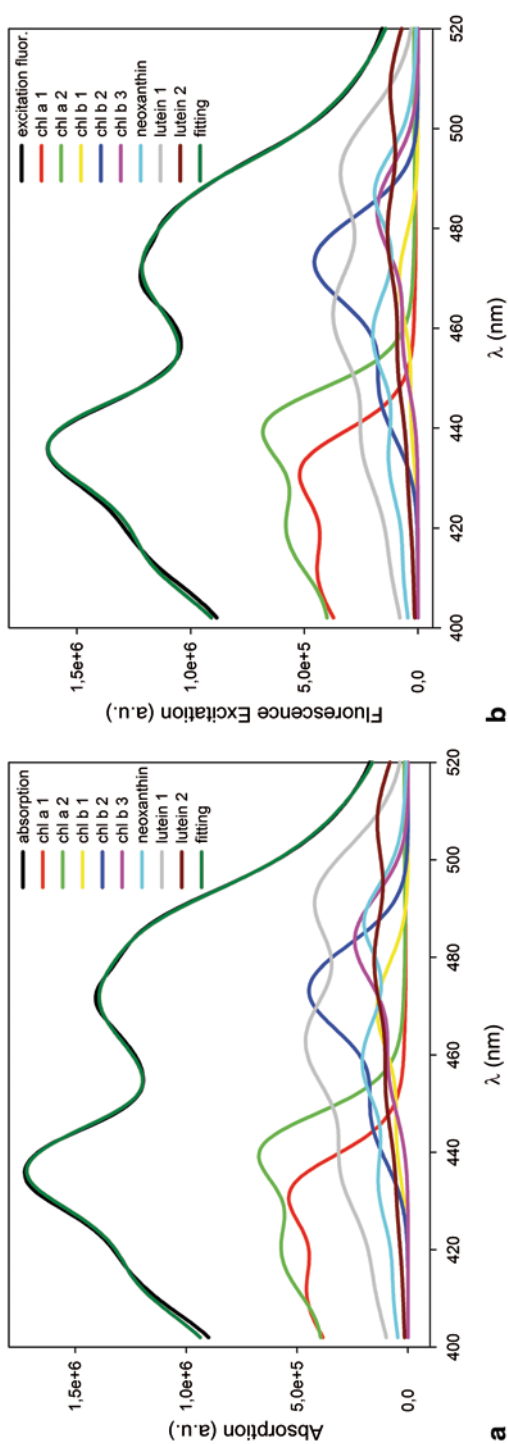 Absorption (a.u.)
1,5e+6
1,0e+6
5,0e+5
0,0
400
420
440
460
480
500
520
λ (nm)
absorption
chl a 1
chl a 2
chl b 1
chl b 2
chl b 3
neoxanthin
lutein 1
lutein 2
fitting
a
Fluorescence Excitation (a.u.)
1,5e+6
1,0e+6
5,0e+5
0,0
400
420
440
460
480
500
520
λ (nm)
excitation fluor.
chl a 1
chl a 2
chl b 1
chl b 2
chl b 3
neoxanthin
lutein 1
lutein 2
fitting
b